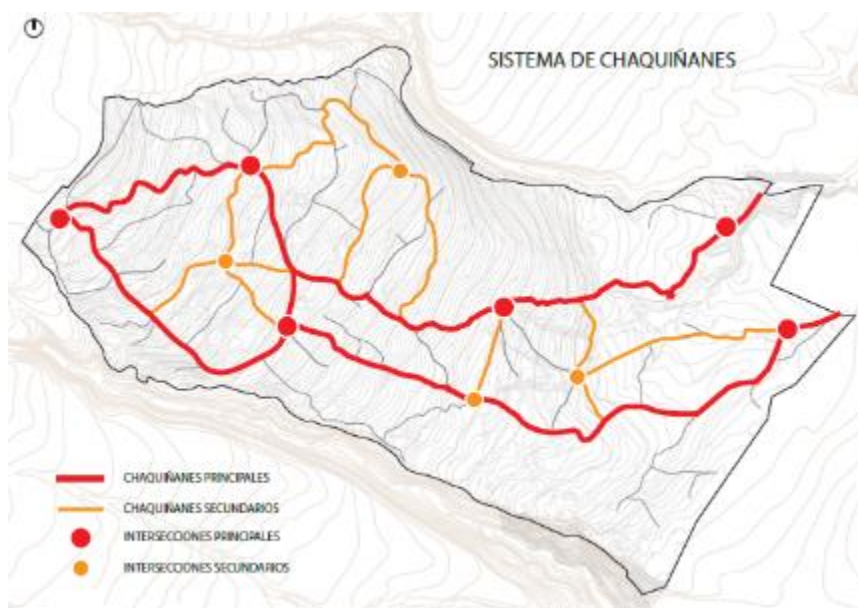 SISTEMA DE CHAQUIÑANES
CHAQUIÑANES PRINCIPALES
CHAQUIÑANES SECUNDARIOS
INTERSECCIONES PRINCIPALES
INTERSECCIONES SECUNDARIOS